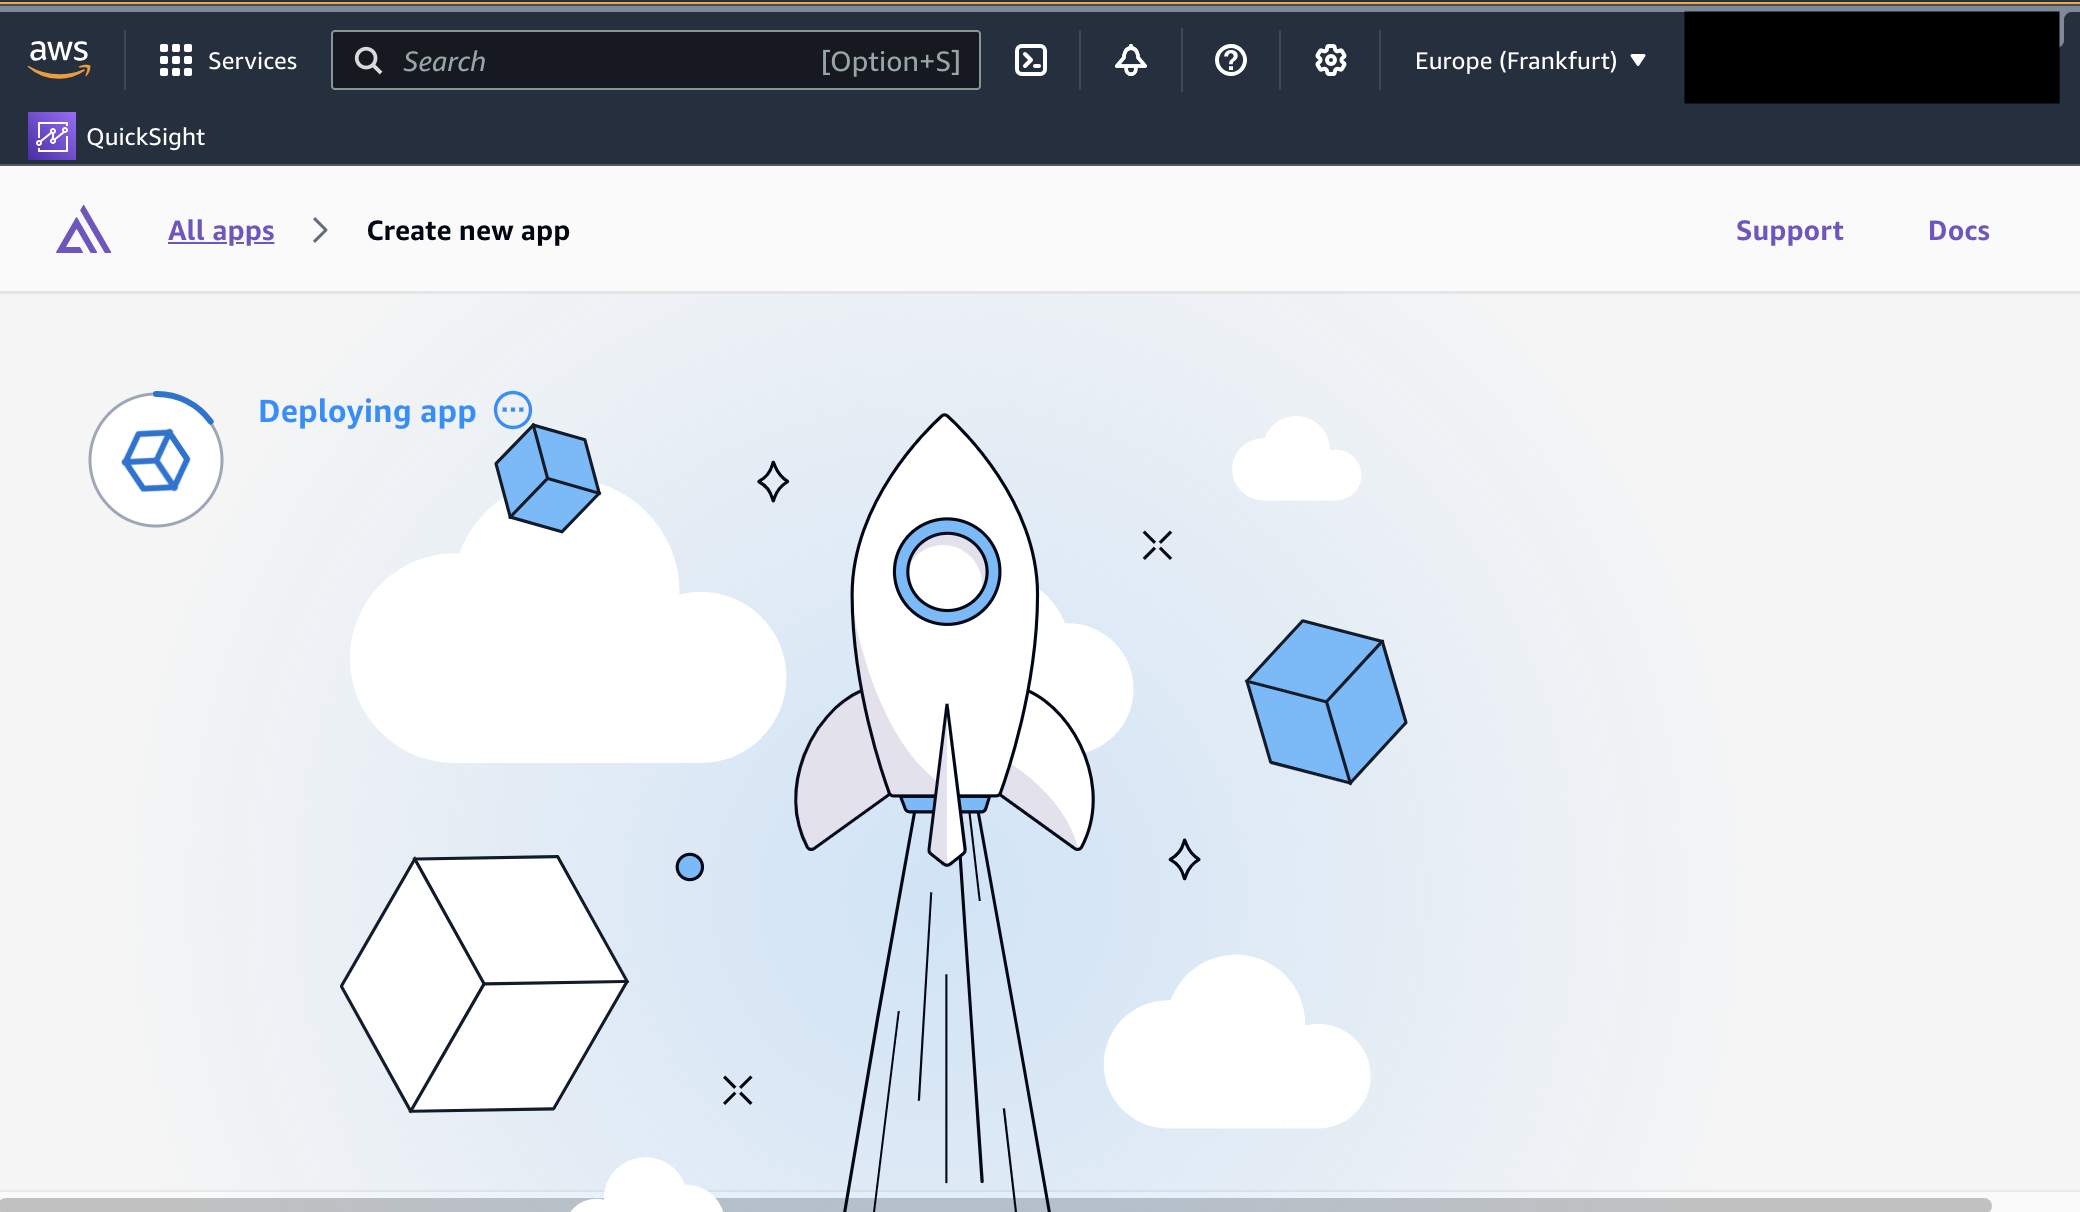 aws
Services
Search
[Option+S]
Europe (Frankfurt)
QuickSight
All apps
Create new app
Support
Docs
Deploying app